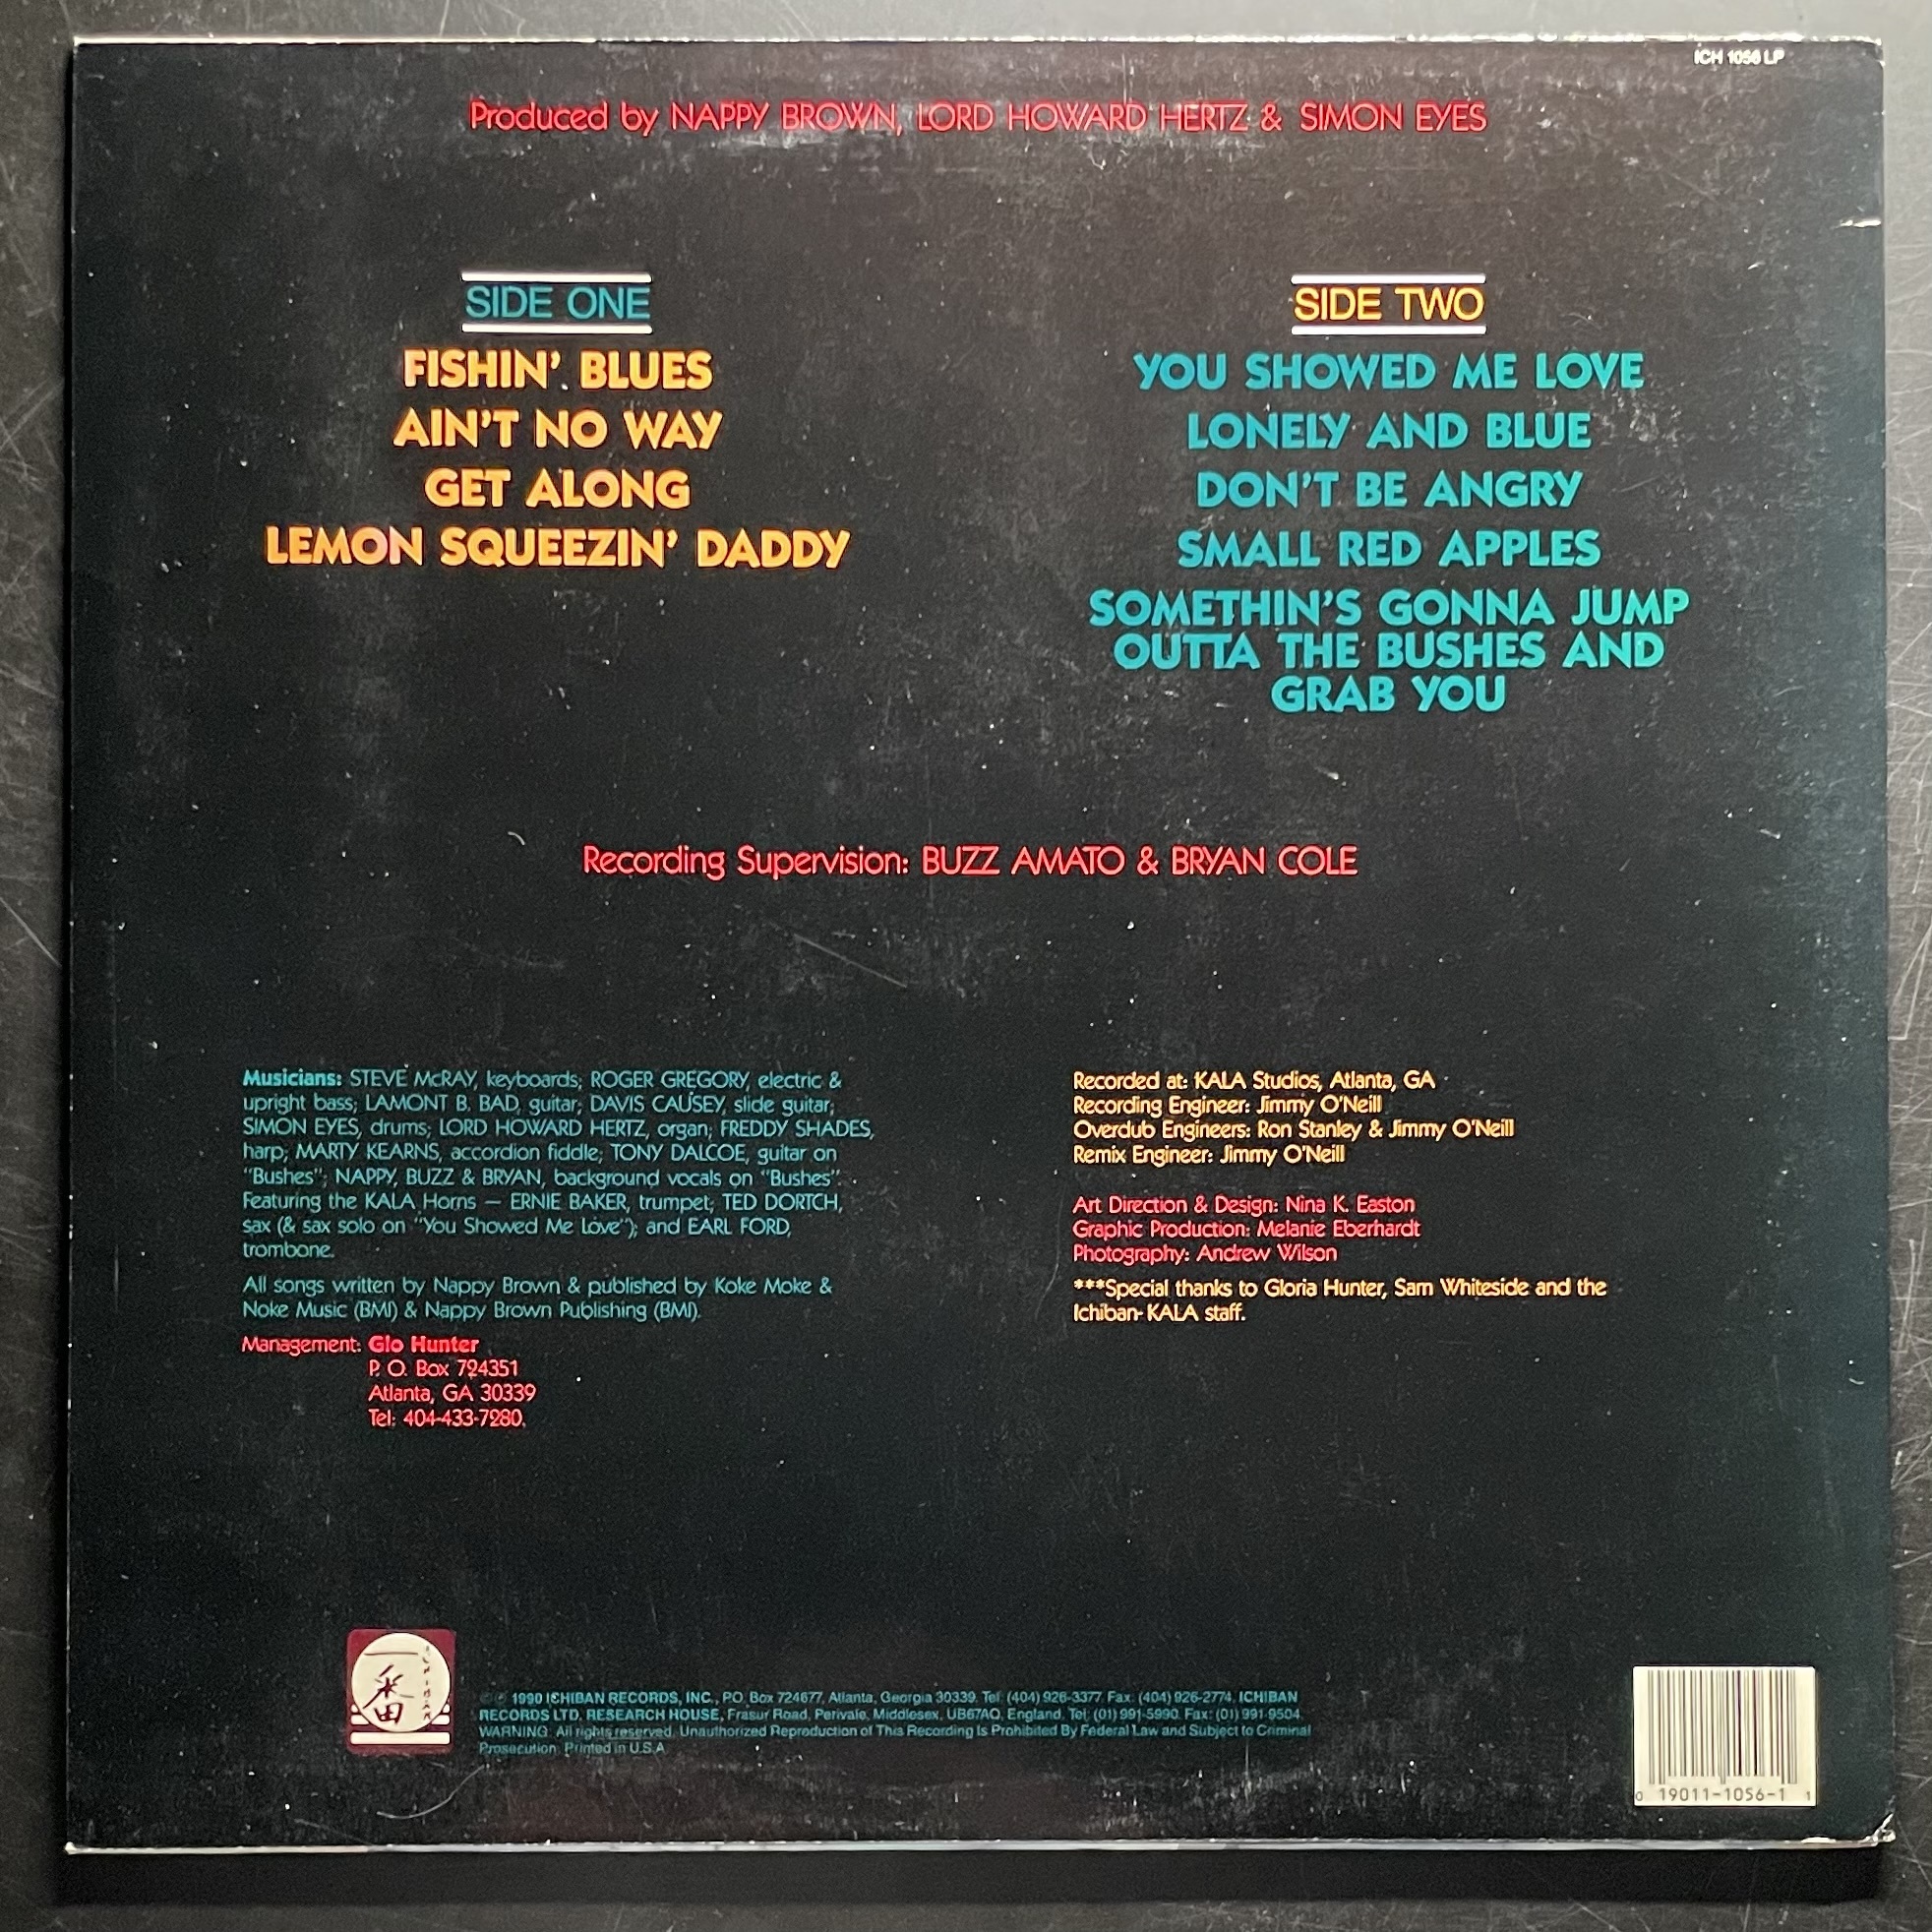 ICH 1056 LP
Produced by NAPPY BROWN, LORD HOWARD HERTZ & SIMON EYES
SIDE ONE
FISHIN' BLUES
AIN'T NO WAY
GET ALONG
LEMON SQUEEZIN' DADDY
SIDE TWO
YOU SHOWED ME LOVE
LONELY AND BLUE
DON'T BE ANGRY
SMALL RED APPLES
SOMETHIN'S GONNA JUMP
OUTTA THE BUSHES AND
GRAB YOU
Recording Supervision: BUZZ AMATO & BRYAN COLE
Musicians: STEVE McRAY, keyboards; ROGER GREGORY, electric &
upright bass; LAMONT B. BAD, guitar; DAVIS CAUSEY, slide guitar;
SIMON EYES, drums; LORD HOWARD HERTZ, organ; FREDDY SHADES,
harp; MARTY KEARNS, accordion fiddle; TONY DALCOE, guitar on
"Bushes"; NAPPY, BUZZ & BRYAN, background vocals on "Bushes".
Featuring the KALA Horns — ERNIE BAKER, trumpet; TED DORTCH,
sax (& sax solo on "You Showed Me Love"); and EARL FORD,
trombone.
All songs written by Nappy Brown & published by Koke Moke &
Noke Music (BMI) & Nappy Brown Publishing (BMI).
Management: Glo Hunter
P. O. Box 724351
Atlanta, GA 30339
Tel: 404-433-7280.
Recorded at: KALA Studios, Atlanta, GA
Recording Engineer: Jimmy O'Neill
Overdub Engineers: Ron Stanley & Jimmy O'Neill
Remix Engineer: Jimmy O'Neill
Art Direction & Design: Nina K. Easton
Graphic Production: Melanie Eberhardt
Photography: Andrew Wilson
***Special thanks to Gloria Hunter, Sam Whiteside and the
Ichiban-KALA staff.
一番
ICHIBAN
© ℗ 1990 ICHIBAN RECORDS, INC., P.O. Box 724677, Atlanta, Georgia 30339. Tel: (404) 926-3377. Fax: (404) 926-2774. ICHIBAN
RECORDS LTD. RESEARCH HOUSE, Frasur Road, Perivale, Middlesex, UB67AQ, England. Tel: (01) 991-5990. Fax: (01) 991-9504.
WARNING: All rights reserved. Unauthorized Reproduction of This Recording Is Prohibited By Federal Law and Subject to Criminal
Prosecution. Printed in U.S.A.
0 19011-1056-1 1